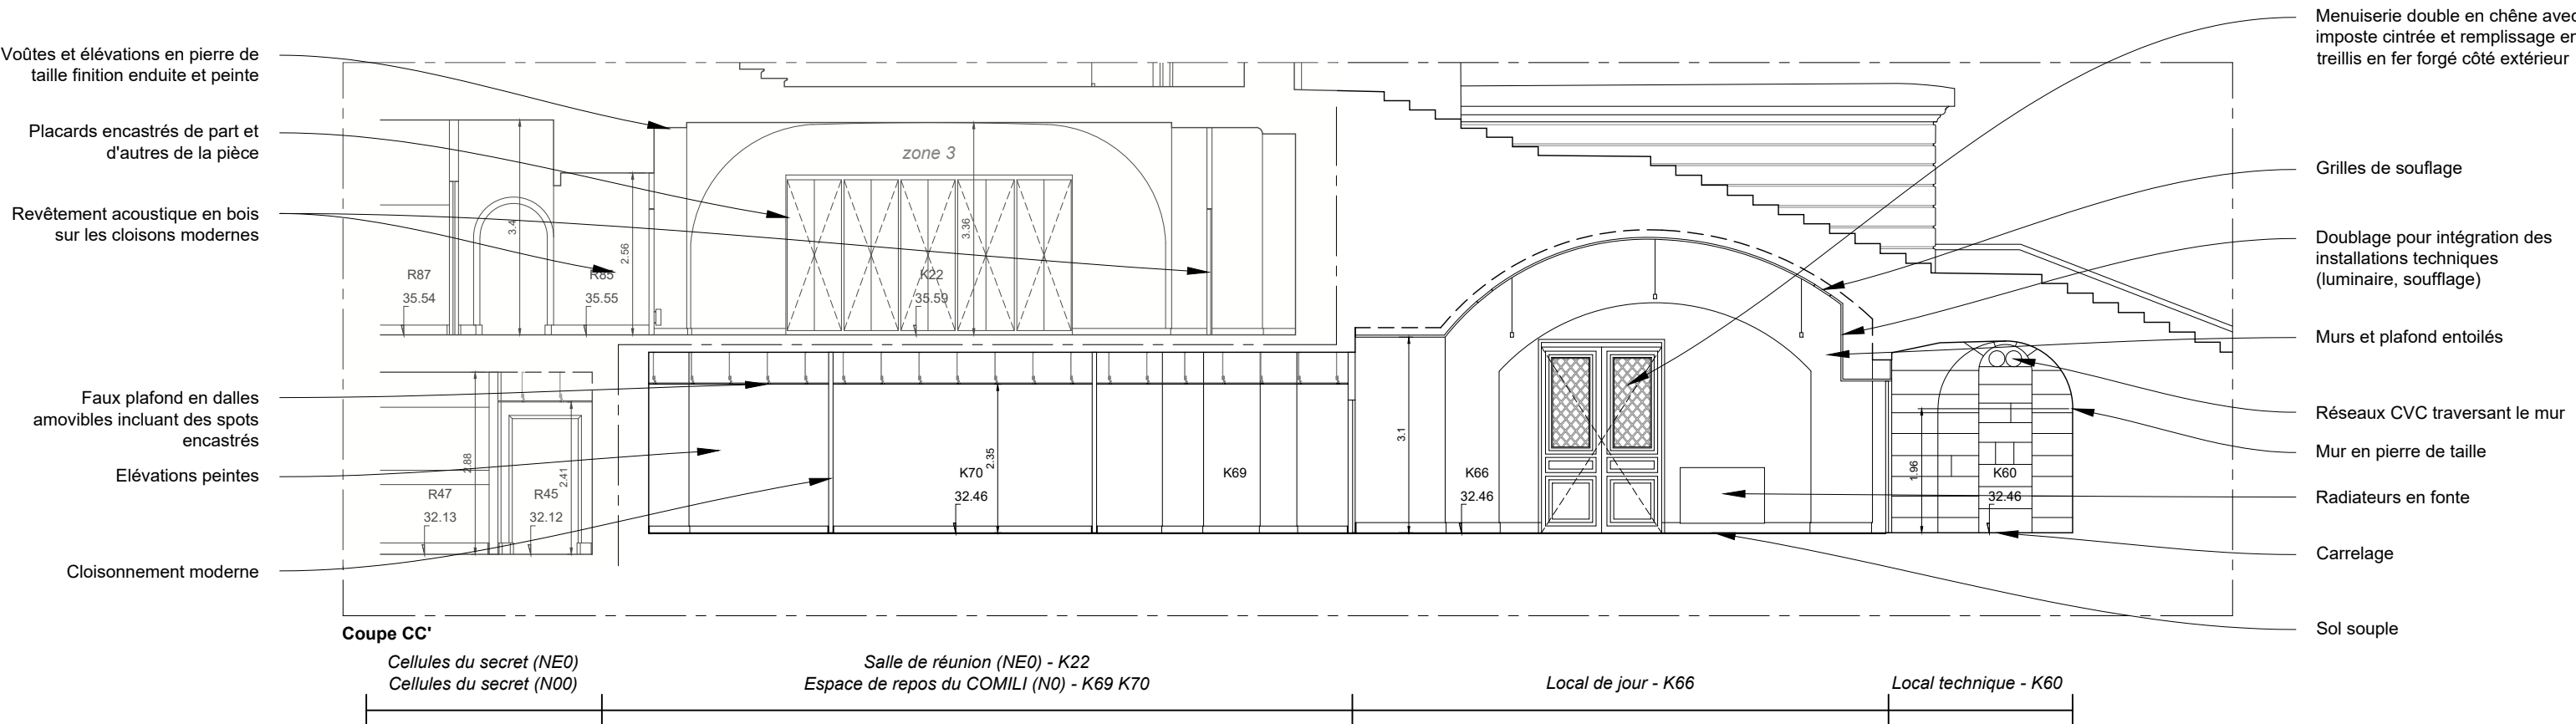 Voûtes et élévations en pierre de
taille finition enduite et peinte
Placards encastrés de part et
d'autres de la pièce
Revêtement acoustique en bois
sur les cloisons modernes
Faux plafond en dalles
amovibles incluant des spots
encastrés
Elévations peintes
Cloisonnement moderne
zone 3
3.4
2.56
3.36
R87
35.54
R85
35.55
K22
35.59
2.88
2.41
R47
32.13
R45
32.12
K70
32.46
2.35
K69
3.1
K66
32.46
1.96
K60
32.46
Menuiserie double en chêne avec
imposte cintrée et remplissage en
treillis en fer forgé côté extérieur
Grilles de souflage
Doublage pour intégration des
installations techniques
(luminaire, soufflage)
Murs et plafond entoilés
Réseaux CVC traversant le mur
Mur en pierre de taille
Radiateurs en fonte
Carrelage
Sol souple
Coupe CC'
Cellules du secret (NE0)
Cellules du secret (N00)
Salle de réunion (NE0) - K22
Espace de repos du COMILI (N0) - K69 K70
Local de jour - K66
Local technique - K60